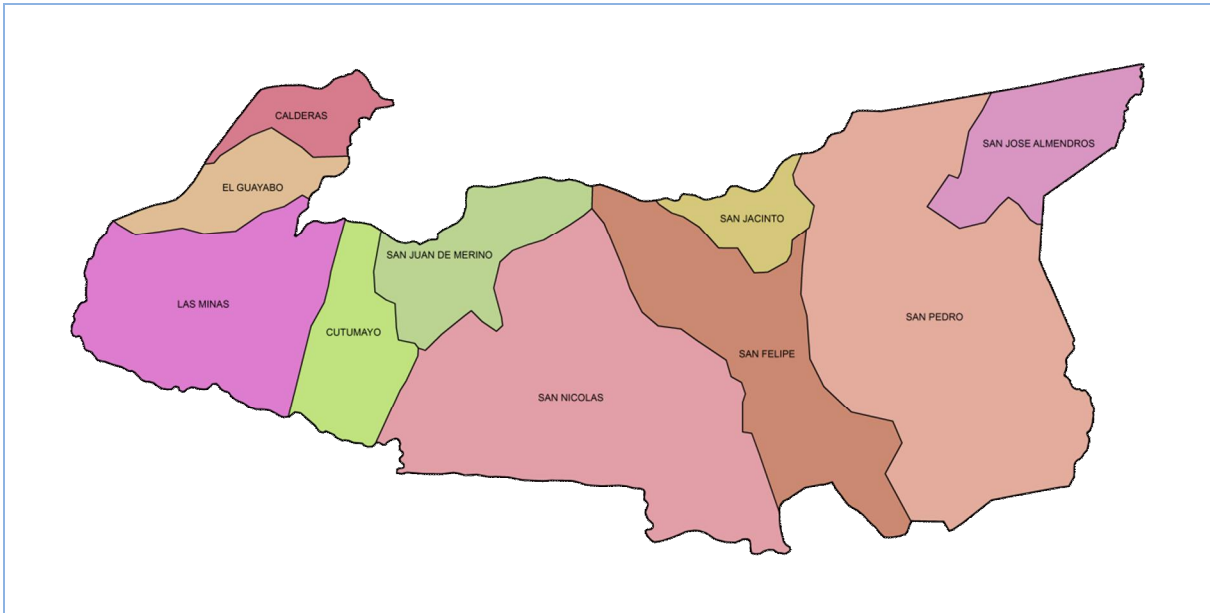 CALDERAS
SAN JOSE ALMENDROS
EL GUAYABO
SAN JACINTO
SAN JUAN DE MERINO
LAS MINAS
SAN PEDRO
CUTUMAYO
SAN FELIPE
SAN NICOLAS